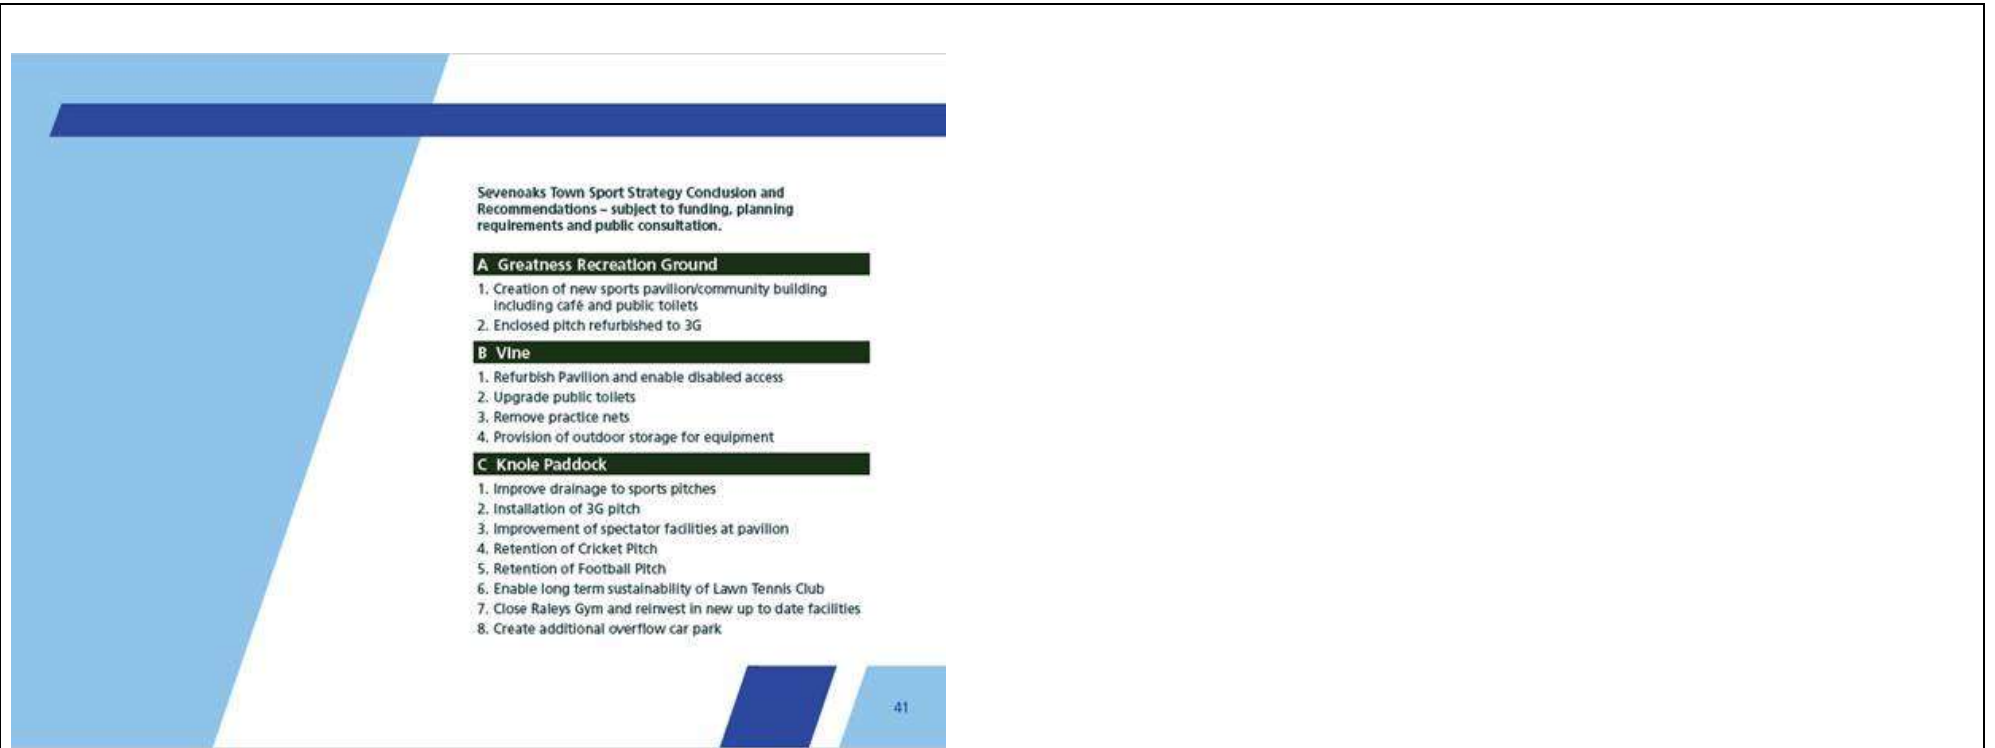 Sevenoaks Town Sport Strategy Conclusion and
Recommendations – subject to funding, planning
requirements and public consultation.
A Greatness Recreation Ground
1. Creation of new sports pavilion/community building
including café and public toilets
2. Enclosed pitch refurbished to 3G
B Vine
1. Refurbish Pavilion and enable disabled access
2. Upgrade public toilets
3. Remove practice nets
4. Provision of outdoor storage for equipment
C Knole Paddock
1. Improve drainage to sports pitches
2. Installation of 3G pitch
3. Improvement of spectator facilities at pavilion
4. Retention of Cricket Pitch
5. Retention of Football Pitch
6. Enable long term sustainability of Lawn Tennis Club
7. Close Raleys Gym and reinvest in new up to date facilities
8. Create additional overflow car park
41